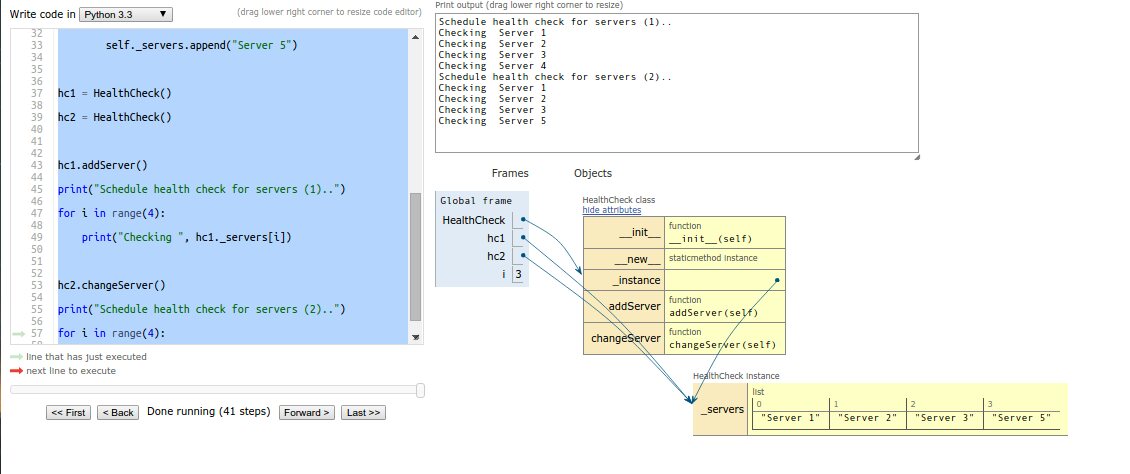 Write code in Python 3.3
(drag lower right corner to resize code editor)
32
33 self._servers.append("Server 5")
34
35
36
37 hc1 = HealthCheck()
38
39 hc2 = HealthCheck()
40
41
42
43 hc1.addServer()
44
45 print("Schedule health check for servers (1)..")
46
47 for i in range(4):
48
49 print("Checking ", hc1._servers[i])
50
51
52
53 hc2.changeServer()
54
55 print("Schedule health check for servers (2)..")
56
57 for i in range(4):
line that has just executed
next line to execute
<< First
< Back
Done running (41 steps)
Forward >
Last >>
Print output (drag lower right corner to resize)
Schedule health check for servers (1)..
Checking  Server 1
Checking  Server 2
Checking  Server 3
Checking  Server 4
Schedule health check for servers (2)..
Checking  Server 1
Checking  Server 2
Checking  Server 3
Checking  Server 5
Frames
Objects
Global frame
HealthCheck
hc1
hc2
i 3
HealthCheck class
hide attributes
__init__
function
__init__(self)
__new__
staticmethod instance
_instance
addServer
function
addServer(self)
changeServer
function
changeServer(self)
HealthCheck instance
_servers
list
0 1 2 3
"Server 1" "Server 2" "Server 3" "Server 5"